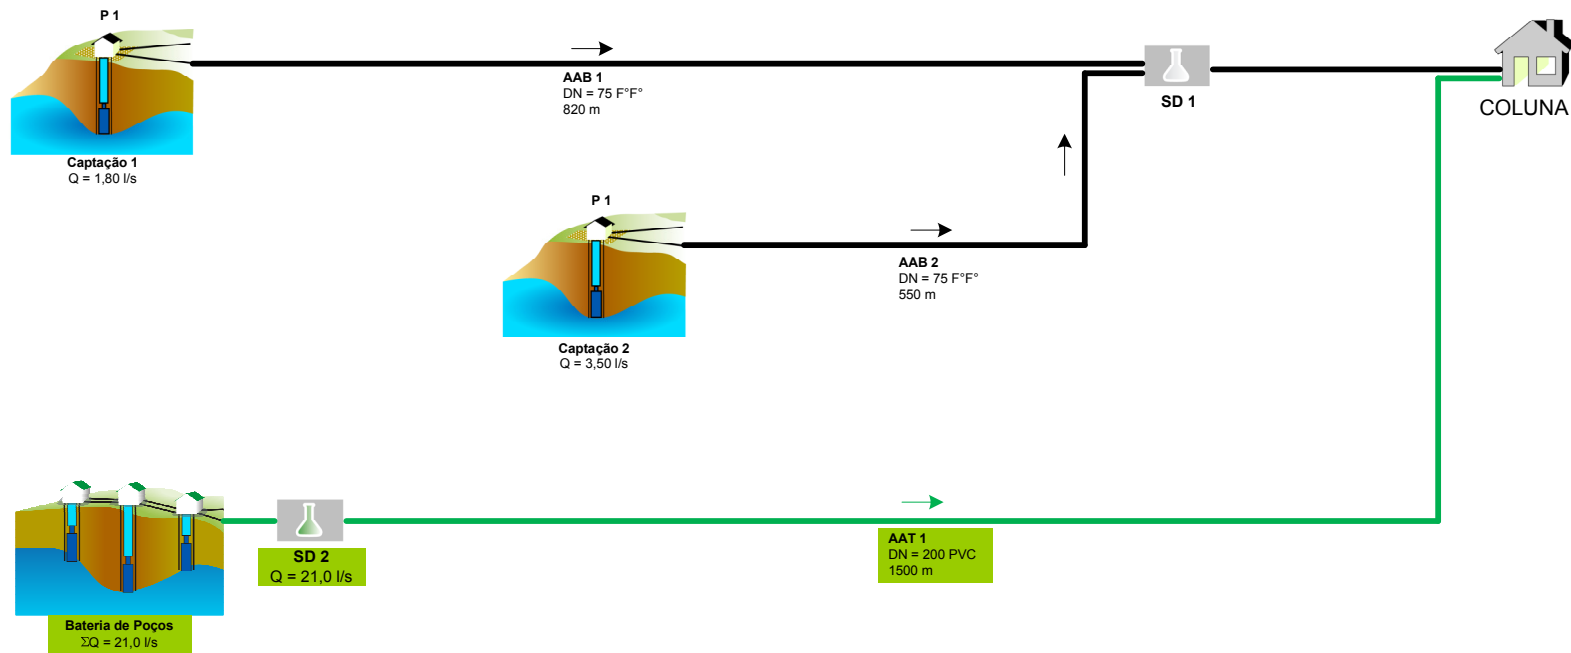 P 1
AAB 1
DN = 75 F°F°
820 m
SD 1
COLUNA
Captação 1
Q = 1,80 l/s
P 1
AAB 2
DN = 75 F°F°
550 m
Captação 2
Q = 3,50 l/s
SD 2
Q = 21,0 l/s
AAT 1
DN = 200 PVC
1500 m
Bateria de Poços
ΣQ = 21,0 l/s